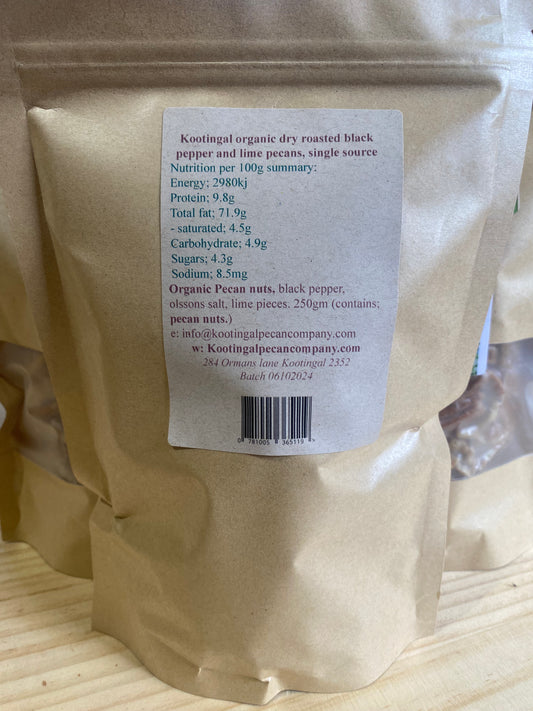 Kootingal organic dry roasted black
pepper and lime pecans, single source
Nutrition per 100g summary:
Energy; 2980kj
Protein; 9.8g
Total fat; 71.9g
- saturated; 4.5g
Carbohydrate; 4.9g
Sugars; 4.3g
Sodium; 8.5mg
Organic Pecan nuts, black pepper,
olssons salt, lime pieces. 250gm (contains;
pecan nuts.)
e: info@kootingalpecancompany.com
w: Kootingalpecancompany.com
284 Ormans lane Kootingal 2352
Batch 06102024
0 781005 365119 >